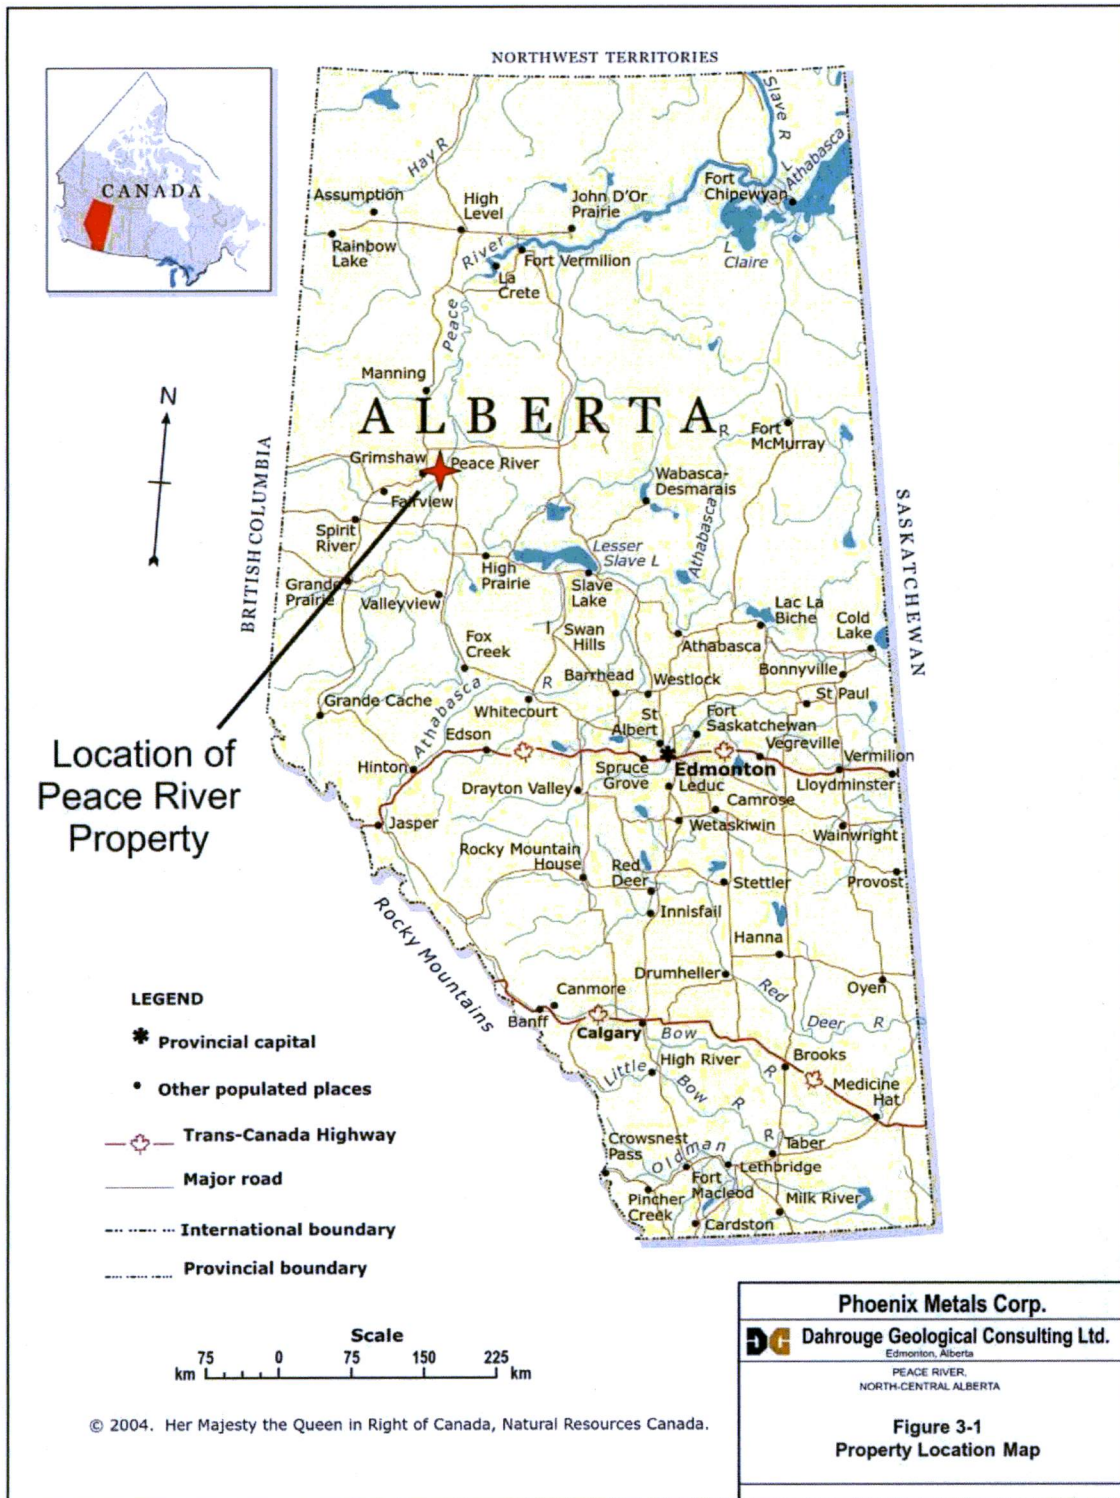 NORTHWEST TERRITORIES
CANADA
Slave R
L Athabasca
Hay R
Fort
Chipewyan
Assumption
High
Level
John D'Or
Prairie
Rainbow
Lake
River
Fort Vermilion
L
Claire
La
Crete
Peace
N
Manning
ALBERTA
R
Fort
McMurray
BRITISH COLUMBIA
Grimshaw
Peace River
Wabasca-
Desmarais
Fairview
SASKATCHEWAN
Athabasca
Spirit
River
Lesser
Slave L
High
Prairie
Slave
Lake
Grande
Prairie
Valleyview
Lac La
Biche
Cold
Lake
Fox
Creek
Swan
Hills
Athabasca
Bonnyville
Barrhead
Westlock
R
Athabasca
St Paul
Grande Cache
Whitecourt
St
Albert
Fort
Saskatchewan
Edson
Vegreville
Vermilion
Location of
Peace River
Property
Hinton
Spruce
Grove
Edmonton
Lloydminster
Drayton Valley
Leduc
Camrose
Jasper
Wetaskiwin
Wainwright
Rocky Mountain
House
Red
Deer
Stettler
Provost
Rocky Mountains
Innisfail
Hanna
Drumheller
Red
Deer R
Oyen
Canmore
Banff
Calgary
Bow
R
High River
Brooks
Little
Bow
R
Medicine
Hat
Crowsnest
Pass
Oldman
R
Taber
Lethbridge
Fort
Macleod
Pincher
Creek
Milk River
Cardston
LEGEND
Provincial capital
Other populated places
Trans-Canada Highway
Major road
International boundary
Provincial boundary
Scale
75 0 75 150 225
km km
© 2004. Her Majesty the Queen in Right of Canada, Natural Resources Canada.
Phoenix Metals Corp.
DG Dahrouge Geological Consulting Ltd.
Edmonton, Alberta
PEACE RIVER,
NORTH-CENTRAL ALBERTA
Figure 3-1
Property Location Map